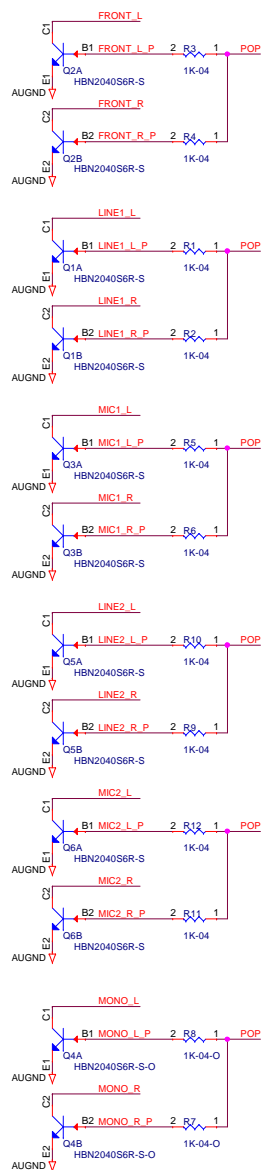 FRONT_L
C1
B1 FRONT_L_P 2 R3 1 POP
E1 Q2A 1K-04
AUGND HBN2040S6R-S
FRONT_R
C2
B2 FRONT_R_P 2 R4 1
E2 Q2B 1K-04
AUGND HBN2040S6R-S
LINE1_L
C1
B1 LINE1_L_P 2 R1 1 POP
E1 Q1A 1K-04
AUGND HBN2040S6R-S
LINE1_R
C2
B2 LINE1_R_P 2 R2 1
E2 Q1B 1K-04
AUGND HBN2040S6R-S
MIC1_L
C1
B1 MIC1_L_P 2 R5 1 POP
E1 Q3A 1K-04
AUGND HBN2040S6R-S
MIC1_R
C2
B2 MIC1_R_P 2 R6 1
E2 Q3B 1K-04
AUGND HBN2040S6R-S
LINE2_L
C1
B1 LINE2_L_P 2 R10 1 POP
E1 Q5A 1K-04
AUGND HBN2040S6R-S
LINE2_R
C2
B2 LINE2_R_P 2 R9 1
E2 Q5B 1K-04
AUGND HBN2040S6R-S
MIC2_L
C1
B1 MIC2_L_P 2 R12 1 POP
E1 Q6A 1K-04
AUGND HBN2040S6R-S
MIC2_R
C2
B2 MIC2_R_P 2 R11 1
E2 Q6B 1K-04
AUGND HBN2040S6R-S
MONO_L
C1
B1 MONO_L_P 2 R8 1 POP
E1 Q4A 1K-04-O
AUGND HBN2040S6R-S-O
MONO_R
C2
B2 MONO_R_P 2 R7 1
E2 Q4B 1K-04-O
AUGND HBN2040S6R-S-O